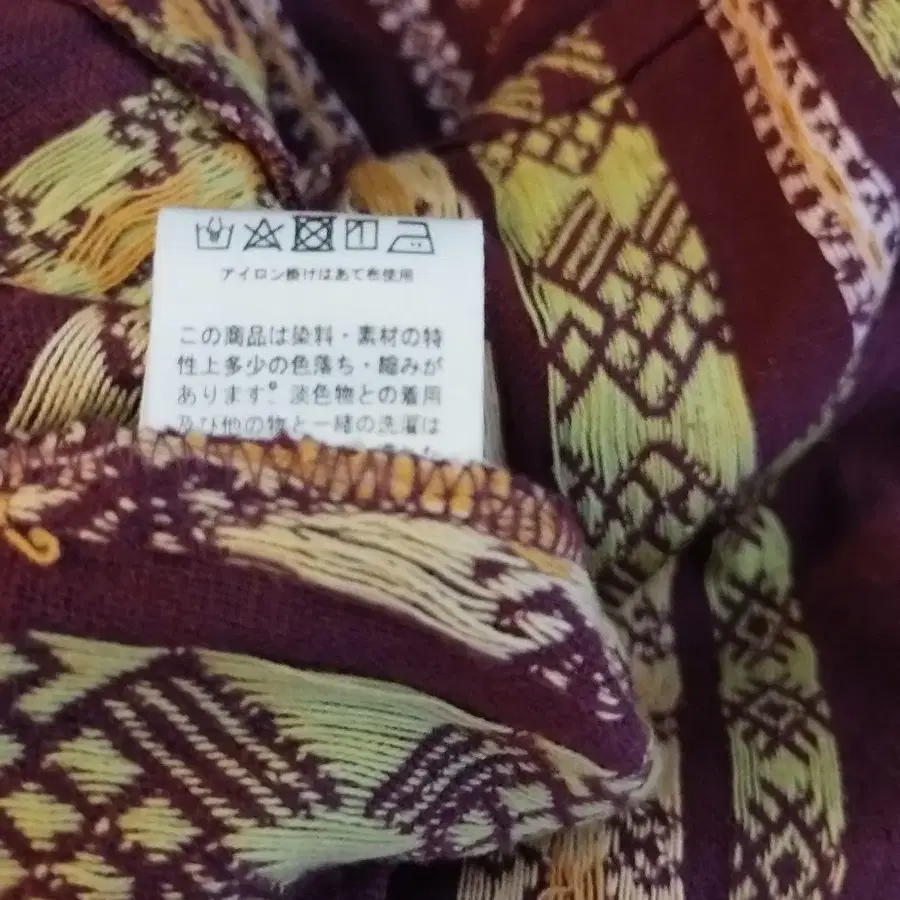 アイロン掛けはあて布使用
この商品は染料・素材の特
性上多少の色落ち・縮みが
あります。淡色物との着用
及び他の物と一緒の洗濯は